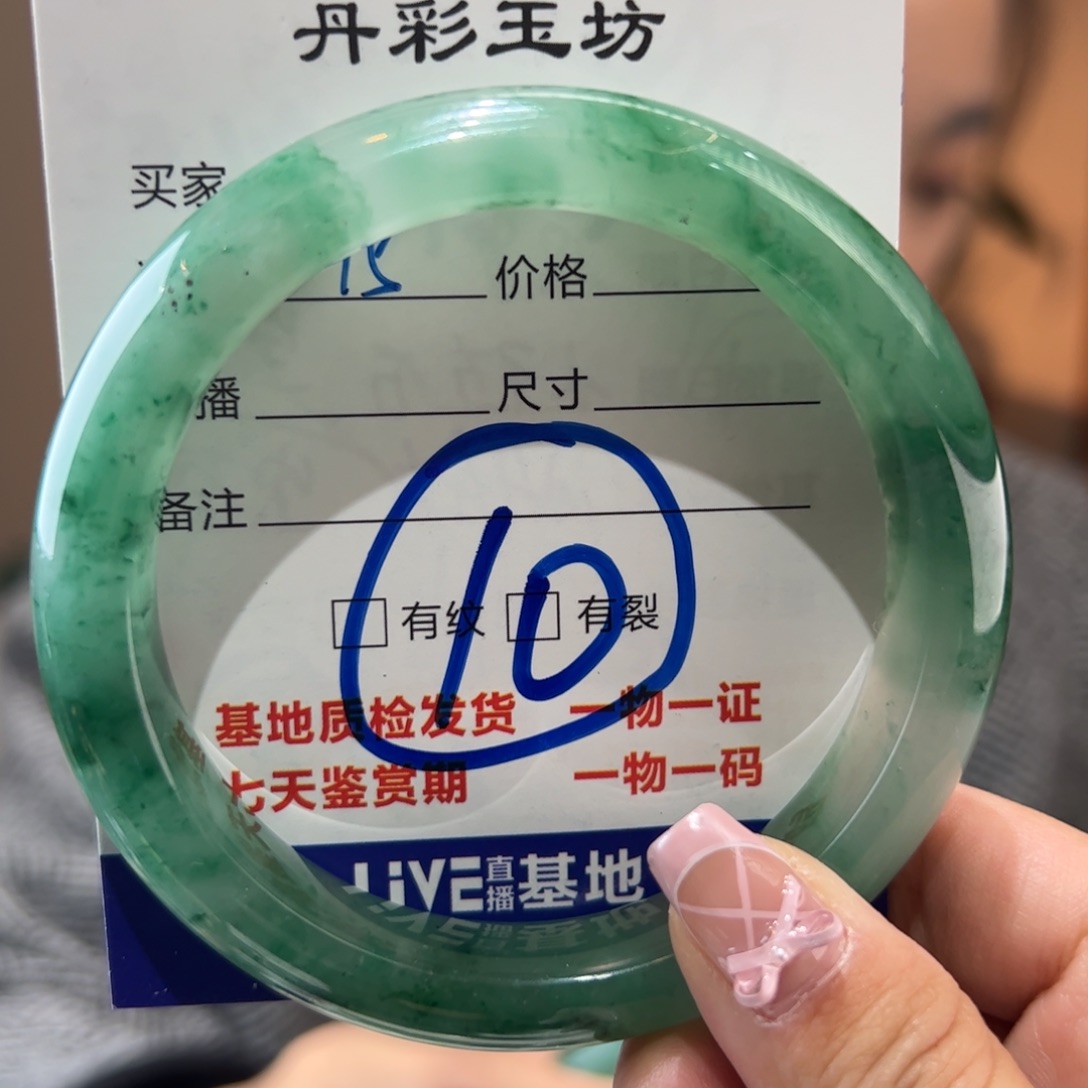 丹彩玉坊
买家
15 价格
播 尺寸
备注
10
有纹 有裂
基地质检发货 一物一证
七天鉴赏期 一物一码
LIVE直播基地